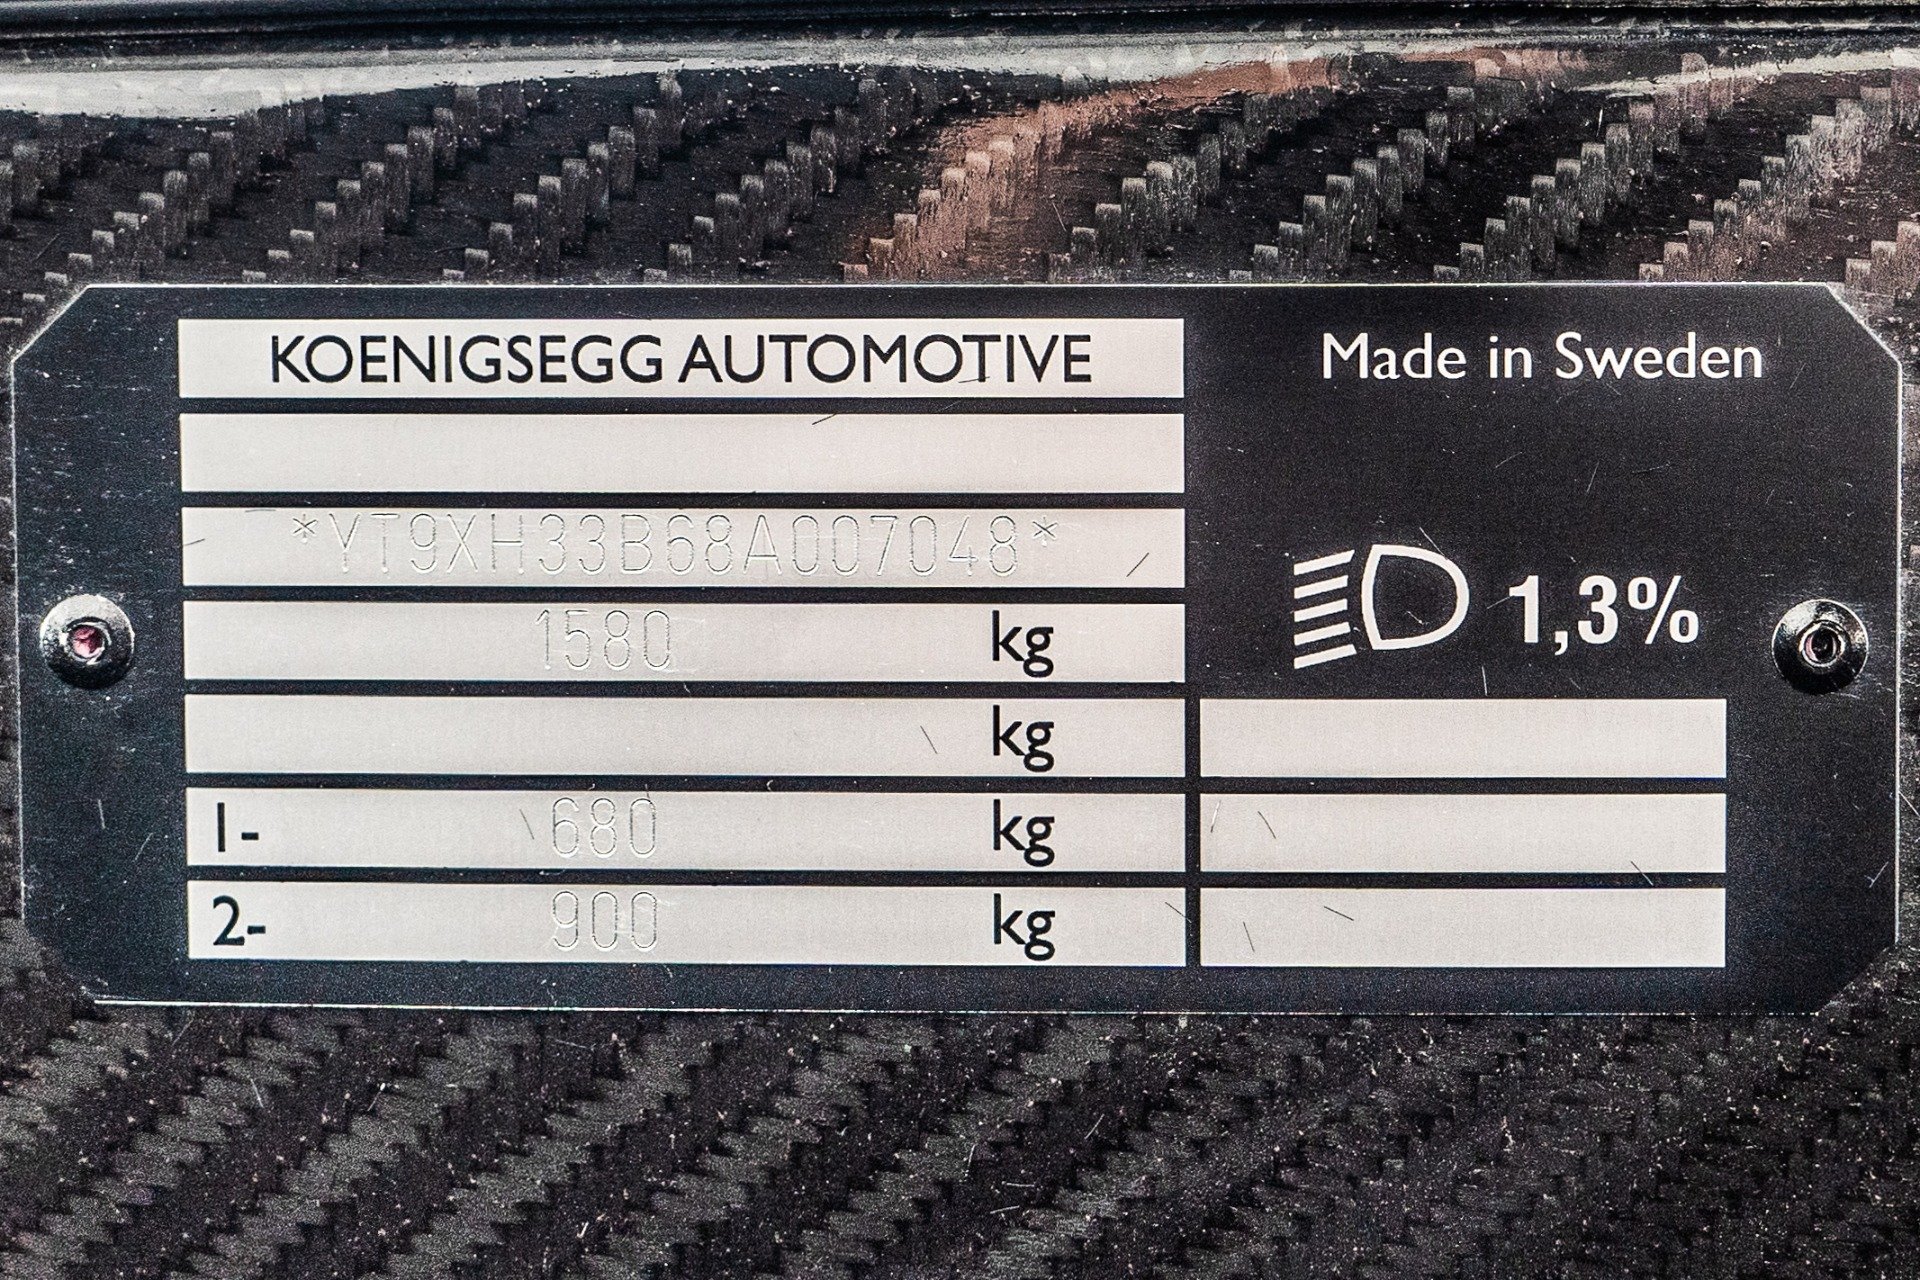 KOENIGSEGG AUTOMOTIVE
Made in Sweden
*YT9XH33B68A007048*
1,3%
1580 kg
kg
1- 680 kg
2- 900 kg